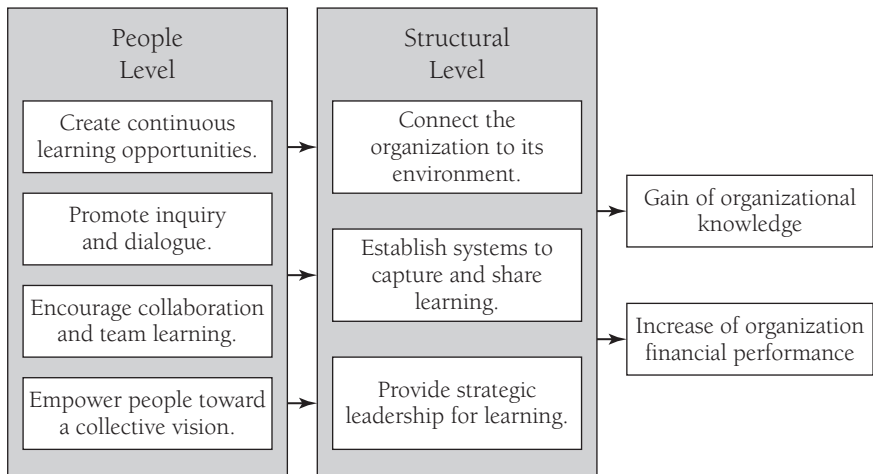 People
Level
Create continuous
learning opportunities.
Promote inquiry
and dialogue.
Encourage collaboration
and team learning.
Empower people toward
a collective vision.
Structural
Level
Connect the
organization to its
environment.
Establish systems to
capture and share
learning.
Provide strategic
leadership for learning.
Gain of organizational
knowledge
Increase of organization
financial performance